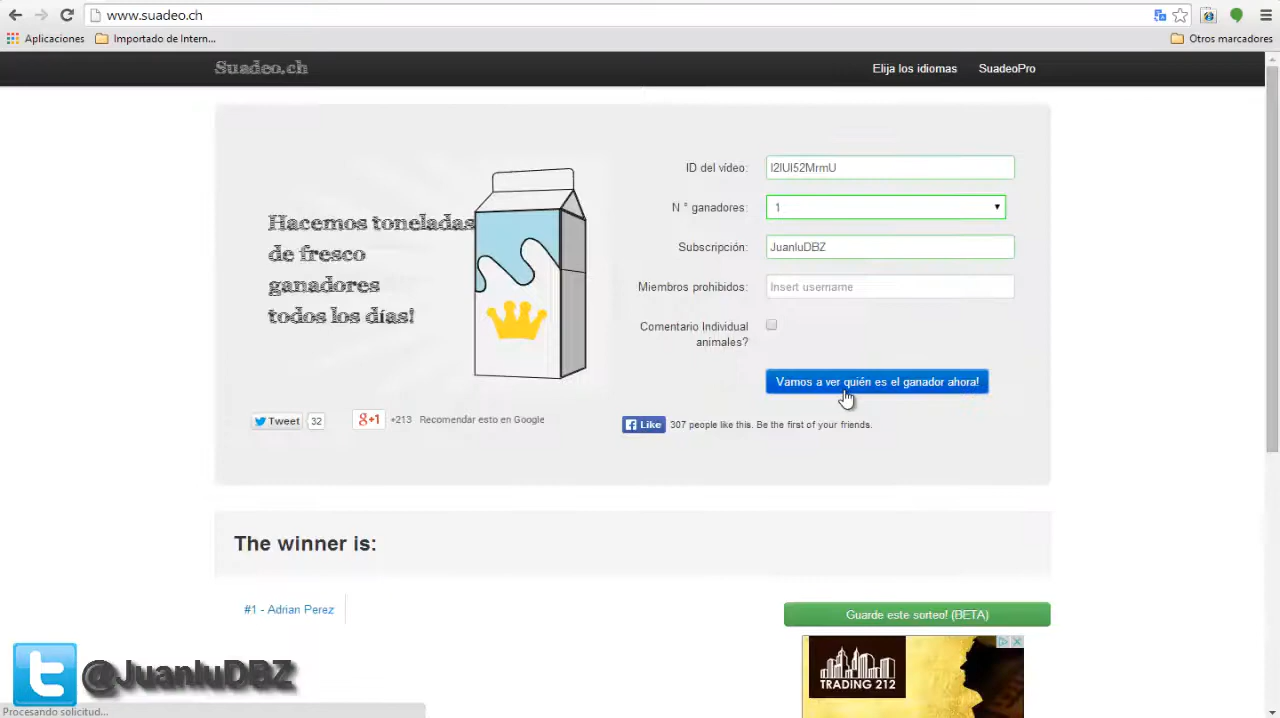 www.suadeo.ch
Aplicaciones
Importado de Intern...
Otros marcadores
Suadeo.ch
Elija los idiomas
SuadeoPro
Hacemos toneladas
de fresco
ganadores
todos los días!
ID del vídeo:
I2IUI52MrmU
N ° ganadores:
1
Subscripción:
JuanluDBZ
Miembros prohibidos:
Insert username
Comentario Individual
animales?
Vamos a ver quién es el ganador ahora!
Tweet
32
g+1
+213
Recomendar esto en Google
Like
307 people like this. Be the first of your friends.
The winner is:
#1 - Adrian Perez
Guarde este sorteo! (BETA)
TRADING 212
@JuanluDBZ
Procesando solicitud...